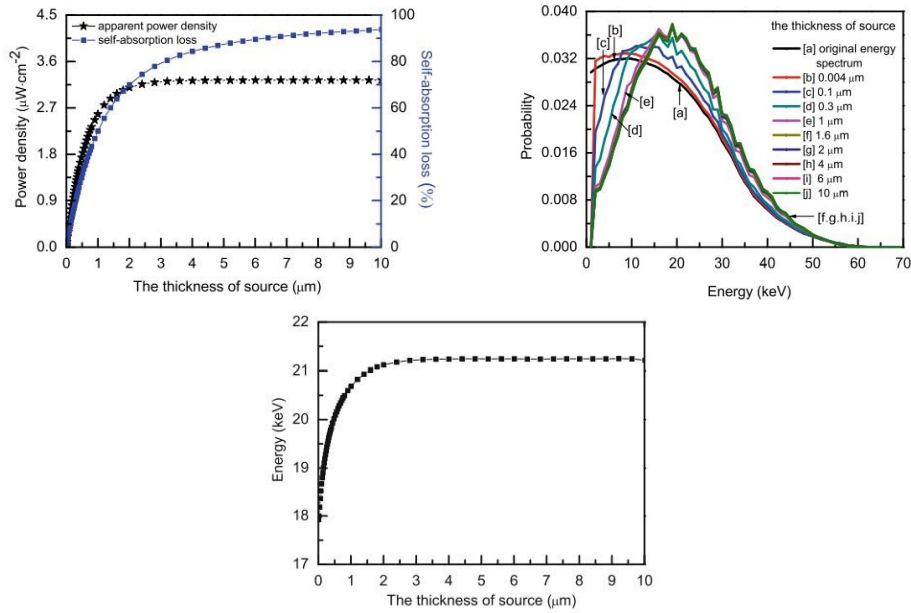 apparent power density
self-absorption loss
Power density (μW·cm⁻²)
4.5
3.6
2.7
1.8
0.9
0.0
100
80
60
40
20
0
Self-absorption loss (%)
0 1 2 3 4 5 6 7 8 9 10
The thickness of source (μm)
Probability
0.040
0.032
0.024
0.016
0.008
0.000
[c]
[b]
[e]
[a]
[d]
[f.g.h.i.j]
the thickness of source
[a] original energy
spectrum
[b] 0.004 μm
[c] 0.1 μm
[d] 0.3 μm
[e] 1 μm
[f] 1.6 μm
[g] 2 μm
[h] 4 μm
[i] 6 μm
[j] 10 μm
0 10 20 30 40 50 60 70
Energy (keV)
Energy (keV)
22
21
20
19
18
17
0 1 2 3 4 5 6 7 8 9 10
The thickness of source (μm)